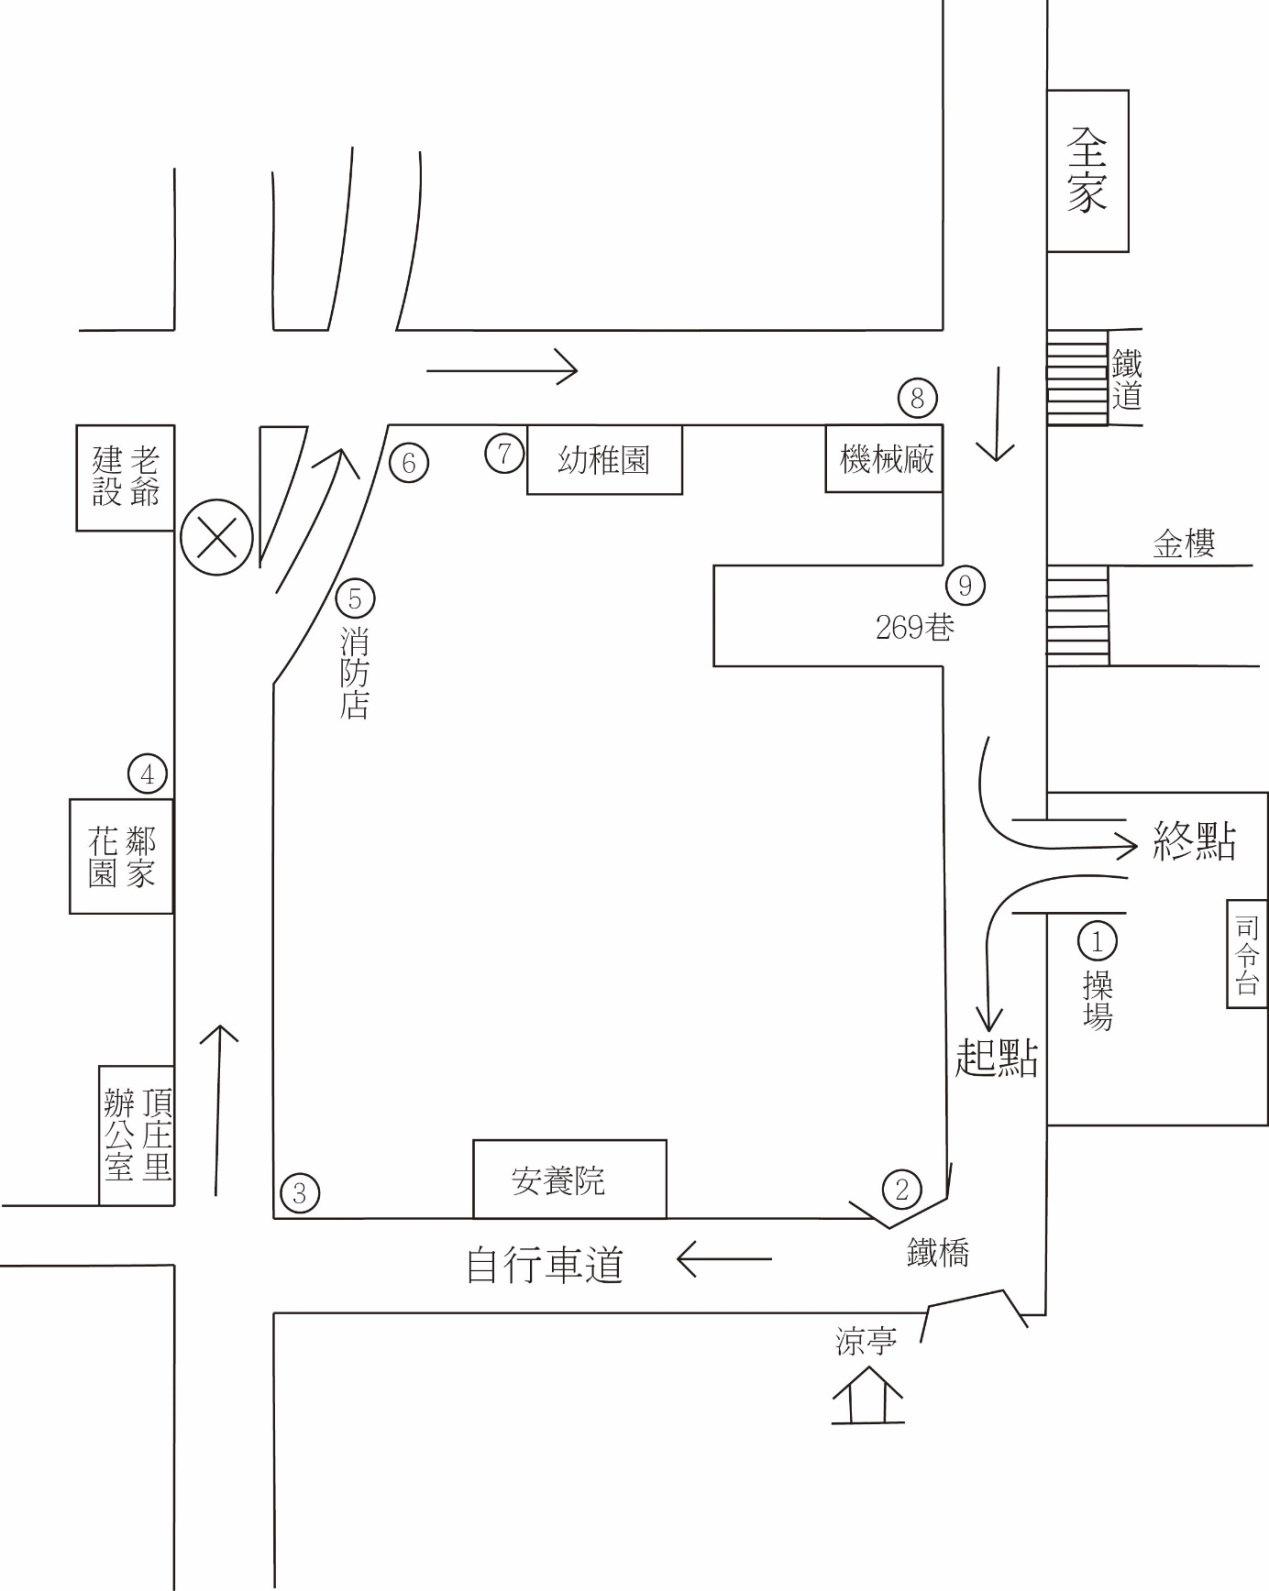 全家
鐵道
⑧
老爺
建設
⑥
⑦
幼稚園
機械廠
金樓
⑤
消防店
⑨
269巷
④
鄰家
花園
終點
司令台
①
操場
起點
頂庄里
辦公室
③
安養院
②
自行車道
鐵橋
涼亭